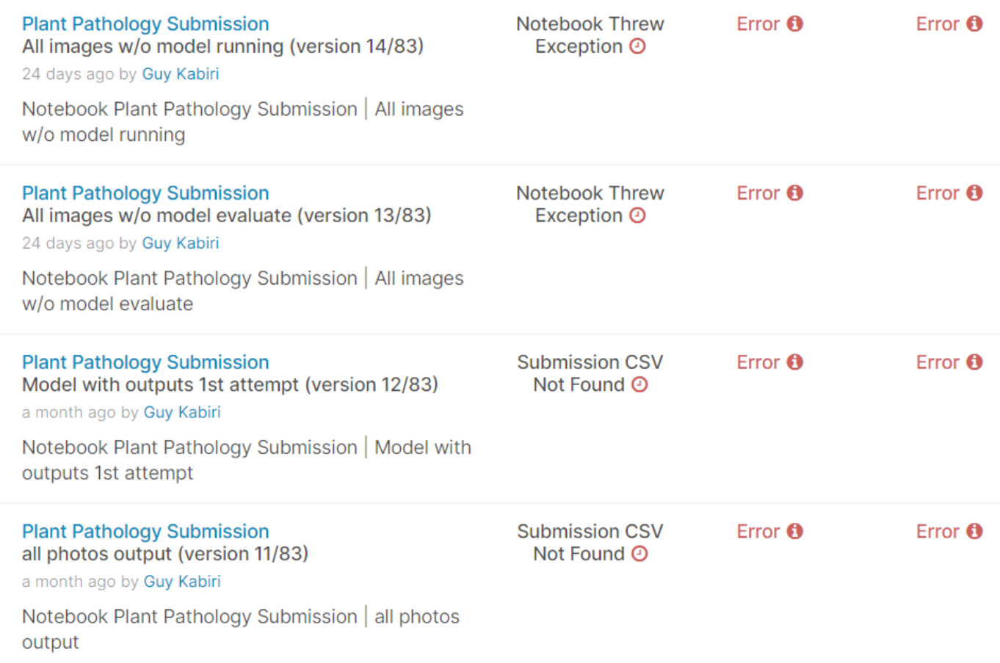 Plant Pathology Submission
All images w/o model running (version 14/83)
24 days ago by Guy Kabiri
Notebook Plant Pathology Submission | All images
w/o model running
Notebook Threw
Exception
Error
Error
Plant Pathology Submission
All images w/o model evaluate (version 13/83)
24 days ago by Guy Kabiri
Notebook Plant Pathology Submission | All images
w/o model evaluate
Notebook Threw
Exception
Error
Error
Plant Pathology Submission
Model with outputs 1st attempt (version 12/83)
a month ago by Guy Kabiri
Notebook Plant Pathology Submission | Model with
outputs 1st attempt
Submission CSV
Not Found
Error
Error
Plant Pathology Submission
all photos output (version 11/83)
a month ago by Guy Kabiri
Notebook Plant Pathology Submission | all photos
output
Submission CSV
Not Found
Error
Error